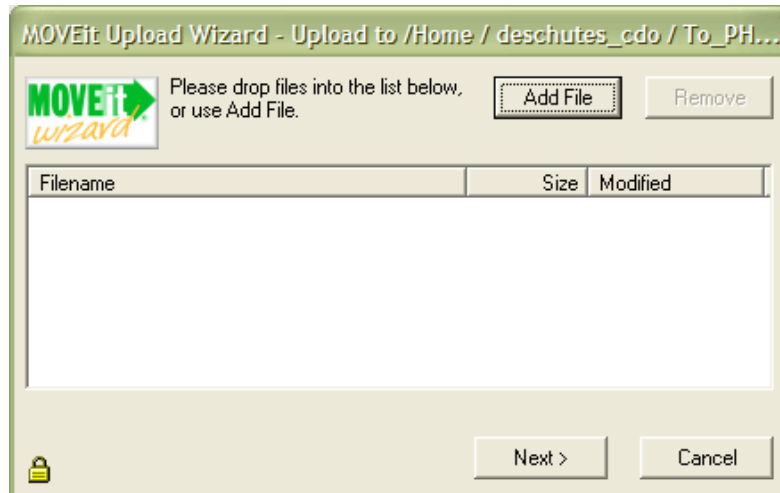 MOVEit Upload Wizard - Upload to /Home / deschutes_cdo / To_PH...
MOVEit
wizard
Please drop files into the list below,
or use Add File.
Add File
Remove
Filename
Size
Modified
Next >
Cancel